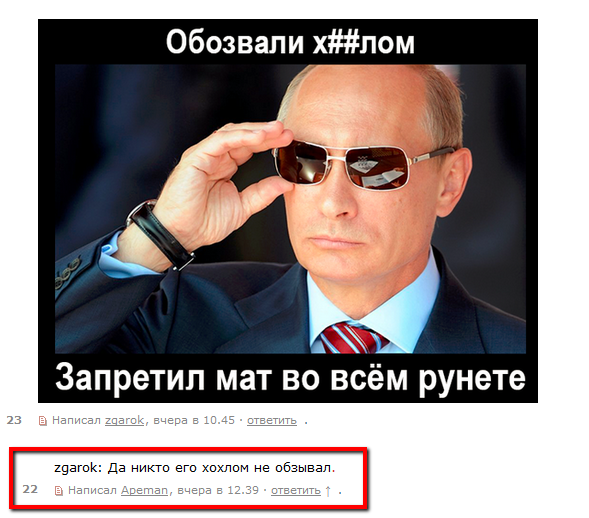 Обозвали х##лом
Запретил мат во всём рунете
23 Написал zgarok, вчера в 10.45 · ответить .
zgarok: Да никто его хохлом не обзывал.
22 Написал Apeman, вчера в 12.39 · ответить ↑ .